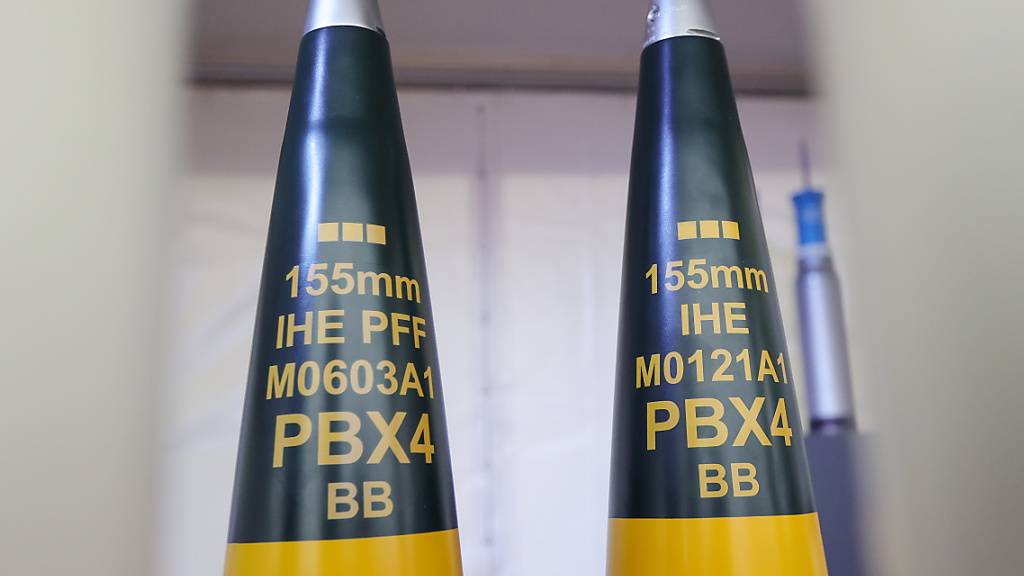 155mm
IHE PFF
M0603A1
PBX4
BB
155mm
IHE
M0121A1
PBX4
BB